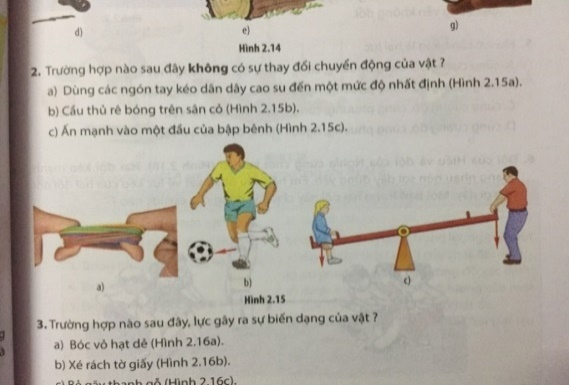 d)
e)
g)
Hình 2.14
2. Trường hợp nào sau đây không có sự thay đổi chuyển động của vật ?
a) Dùng các ngón tay kéo dãn dây cao su đến một mức độ nhất định (Hình 2.15a).
b) Cầu thủ rê bóng trên sân cỏ (Hình 2.15b).
c) Ấn mạnh vào một đầu của bập bênh (Hình 2.15c).
a)
b)
c)
Hình 2.15
3. Trường hợp nào sau đây, lực gây ra sự biến dạng của vật ?
a) Bóc vỏ hạt dẻ (Hình 2.16a).
b) Xé rách tờ giấy (Hình 2.16b).
c) Bẻ gãy thanh gỗ (Hình 2.16c).